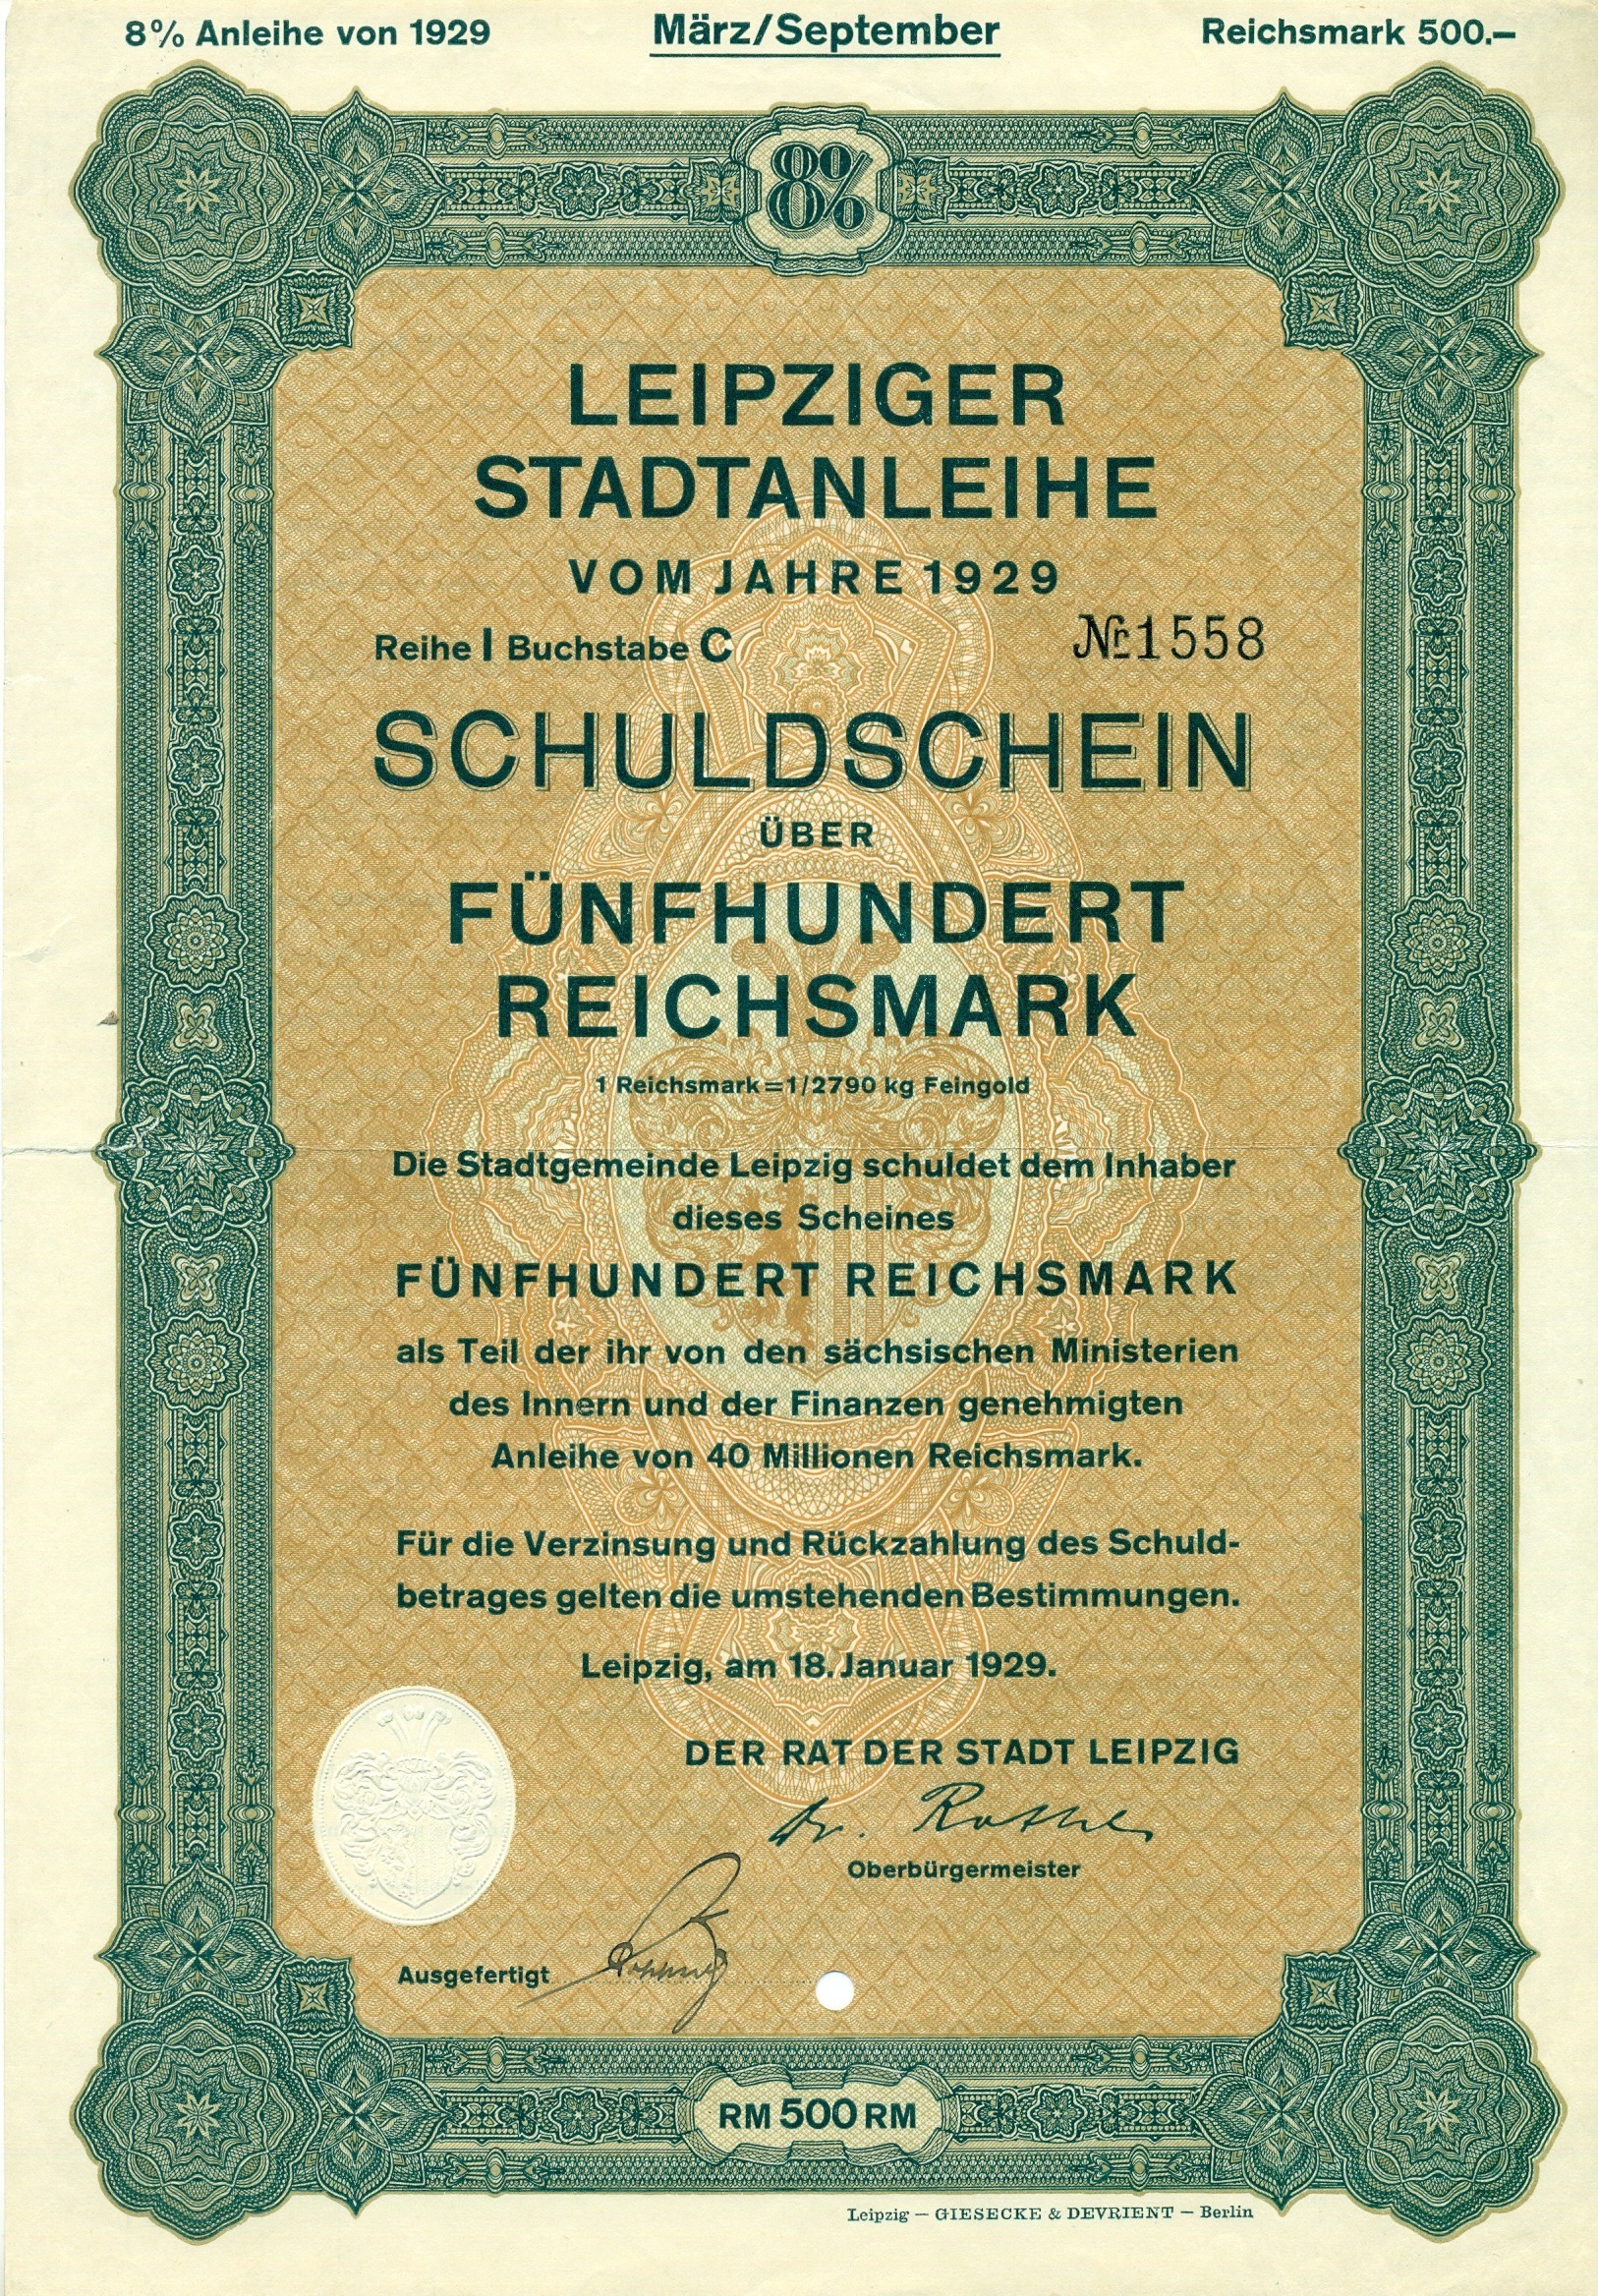 8% Anleihe von 1929 März/September Reichsmark 500.—
8%
LEIPZIGER
STADTANLEIHE
VOM JAHRE 1929
Reihe I Buchstabe C № 1558
SCHULDSCHEIN
ÜBER
FÜNFHUNDERT
REICHSMARK
1 Reichsmark=1/2790 kg Feingold
Die Stadtgemeinde Leipzig schuldet dem Inhaber
dieses Scheines
FÜNFHUNDERT REICHSMARK
als Teil der ihr von den sächsischen Ministerien
des Innern und der Finanzen genehmigten
Anleihe von 40 Millionen Reichsmark.
Für die Verzinsung und Rückzahlung des Schuld-
betrages gelten die umstehenden Bestimmungen.
Leipzig, am 18. Januar 1929.
DER RAT DER STADT LEIPZIG
Dr. Rothe
Oberbürgermeister
Ausgefertigt
RM 500 RM
Leipzig — GIESECKE & DEVRIENT — Berlin